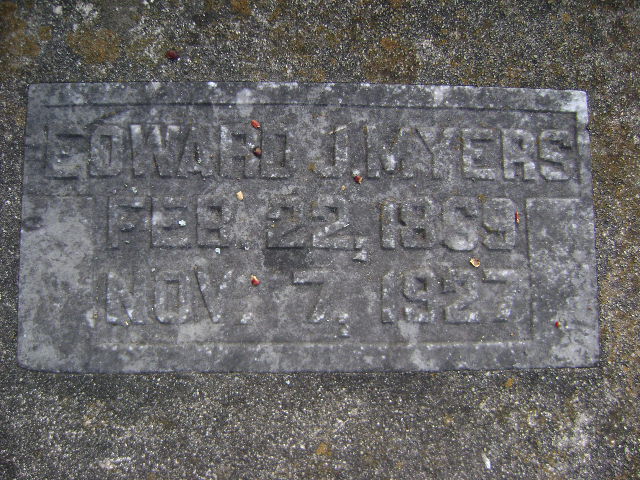 EDWARD J. MYERS
FEB 22, 1869
NOV. 7, 1927